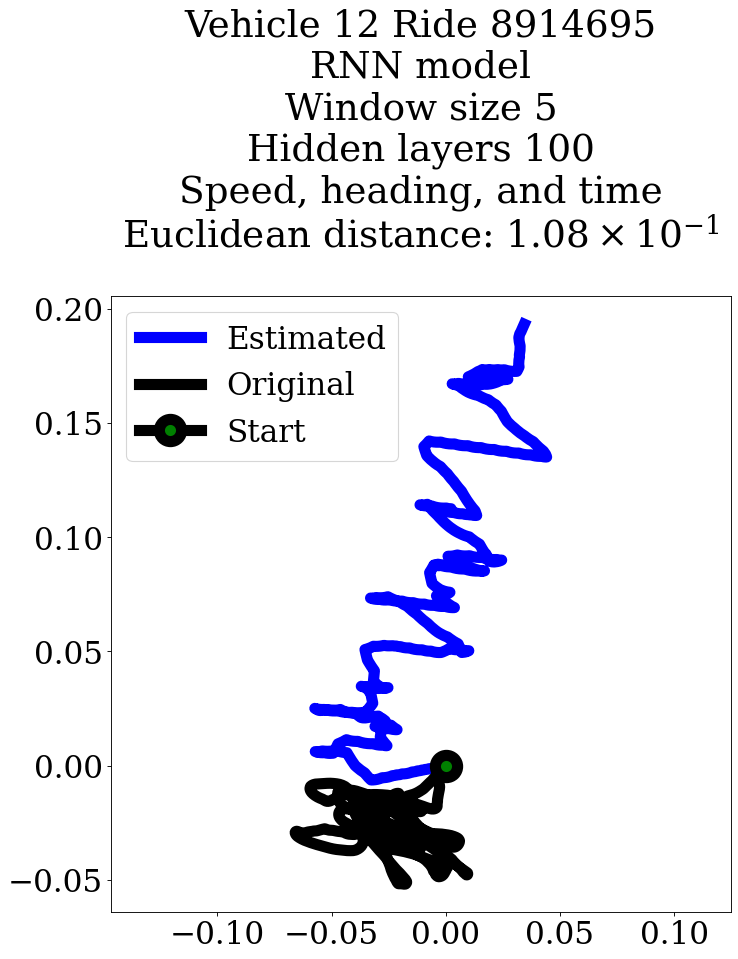 Vehicle 12 Ride 8914695
RNN model
Window size 5
Hidden layers 100
Speed, heading, and time
Euclidean distance: 1.08 × 10⁻¹
Estimated
Original
Start
0.20
0.15
0.10
0.05
0.00
−0.05
−0.10
−0.05
0.00
0.05
0.10